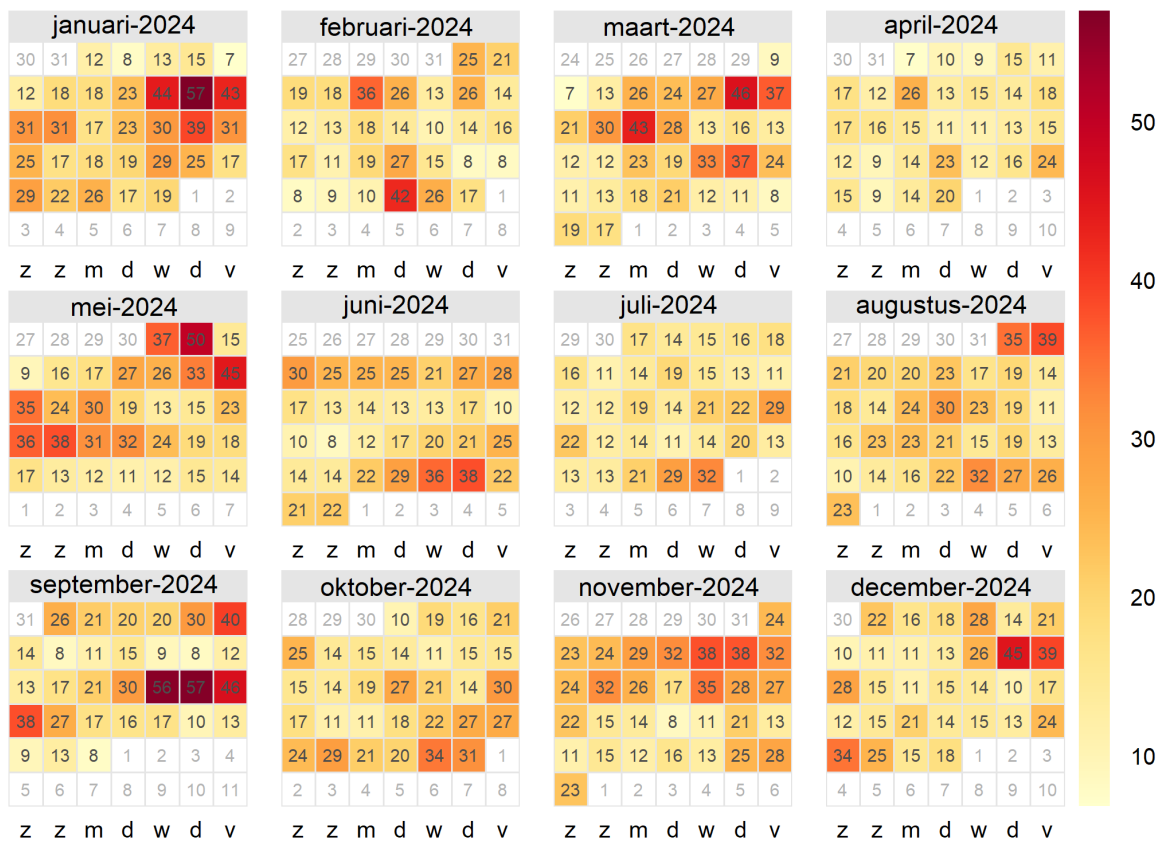 januari-2024 februari-2024 maart-2024 april-2024
30 31 12 8 13 15 7 27 28 29 30 31 25 21 24 25 26 27 28 29 9 30 31 7 10 9 15 11
12 18 18 23 44 57 43 19 18 36 26 13 26 14 7 13 26 24 27 46 37 17 12 26 13 15 14 18
50
31 31 17 23 30 39 31 12 13 18 14 10 14 16 21 30 43 28 13 16 13 17 16 15 11 11 13 15
25 17 18 19 29 25 17 17 11 19 27 15 8 8 12 12 23 19 33 37 24 12 9 14 23 12 16 24
29 22 26 17 19 1 2 8 9 10 42 26 17 1 11 13 18 21 12 11 8 15 9 14 20 1 2 3
3 4 5 6 7 8 9 2 3 4 5 6 7 8 19 17 1 2 3 4 5 4 5 6 7 8 9 10
z z m d w d v z z m d w d v z z m d w d v z z m d w d v
40
mei-2024 juni-2024 juli-2024 augustus-2024
27 28 29 30 37 50 15 25 26 27 28 29 30 31 29 30 17 14 15 16 18 27 28 29 30 31 35 39
9 16 17 27 26 33 45 30 25 25 25 21 27 28 16 11 14 19 15 13 11 21 20 20 23 17 19 14
35 24 30 19 13 15 23 17 13 14 13 13 17 10 12 12 19 14 21 22 29 18 14 24 30 23 19 11
30
36 38 31 32 24 19 18 10 8 12 17 20 21 25 22 12 14 11 14 20 13 16 23 23 21 15 19 13
17 13 12 11 12 15 14 14 14 22 29 36 38 22 13 13 21 29 32 1 2 10 14 16 22 32 27 26
1 2 3 4 5 6 7 21 22 1 2 3 4 5 3 4 5 6 7 8 9 23 1 2 3 4 5 6
z z m d w d v z z m d w d v z z m d w d v z z m d w d v
september-2024 oktober-2024 november-2024 december-2024
20
31 26 21 20 20 30 40 28 29 30 10 19 16 21 26 27 28 29 30 31 24 30 22 16 18 28 14 21
14 8 11 15 9 8 12 25 14 15 14 11 15 15 23 24 29 32 38 38 32 10 11 11 13 26 45 39
13 17 21 30 56 57 46 15 14 19 27 21 14 30 24 32 26 17 35 28 27 28 15 11 15 14 10 17
38 27 17 16 17 10 13 17 11 11 18 22 27 27 22 15 14 8 11 21 13 12 15 21 14 15 13 24
9 13 8 1 2 3 4 24 29 21 20 34 31 1 11 15 12 16 13 25 28 34 25 15 18 1 2 3
10
5 6 7 8 9 10 11 2 3 4 5 6 7 8 23 1 2 3 4 5 6 4 5 6 7 8 9 10
z z m d w d v z z m d w d v z z m d w d v z z m d w d v